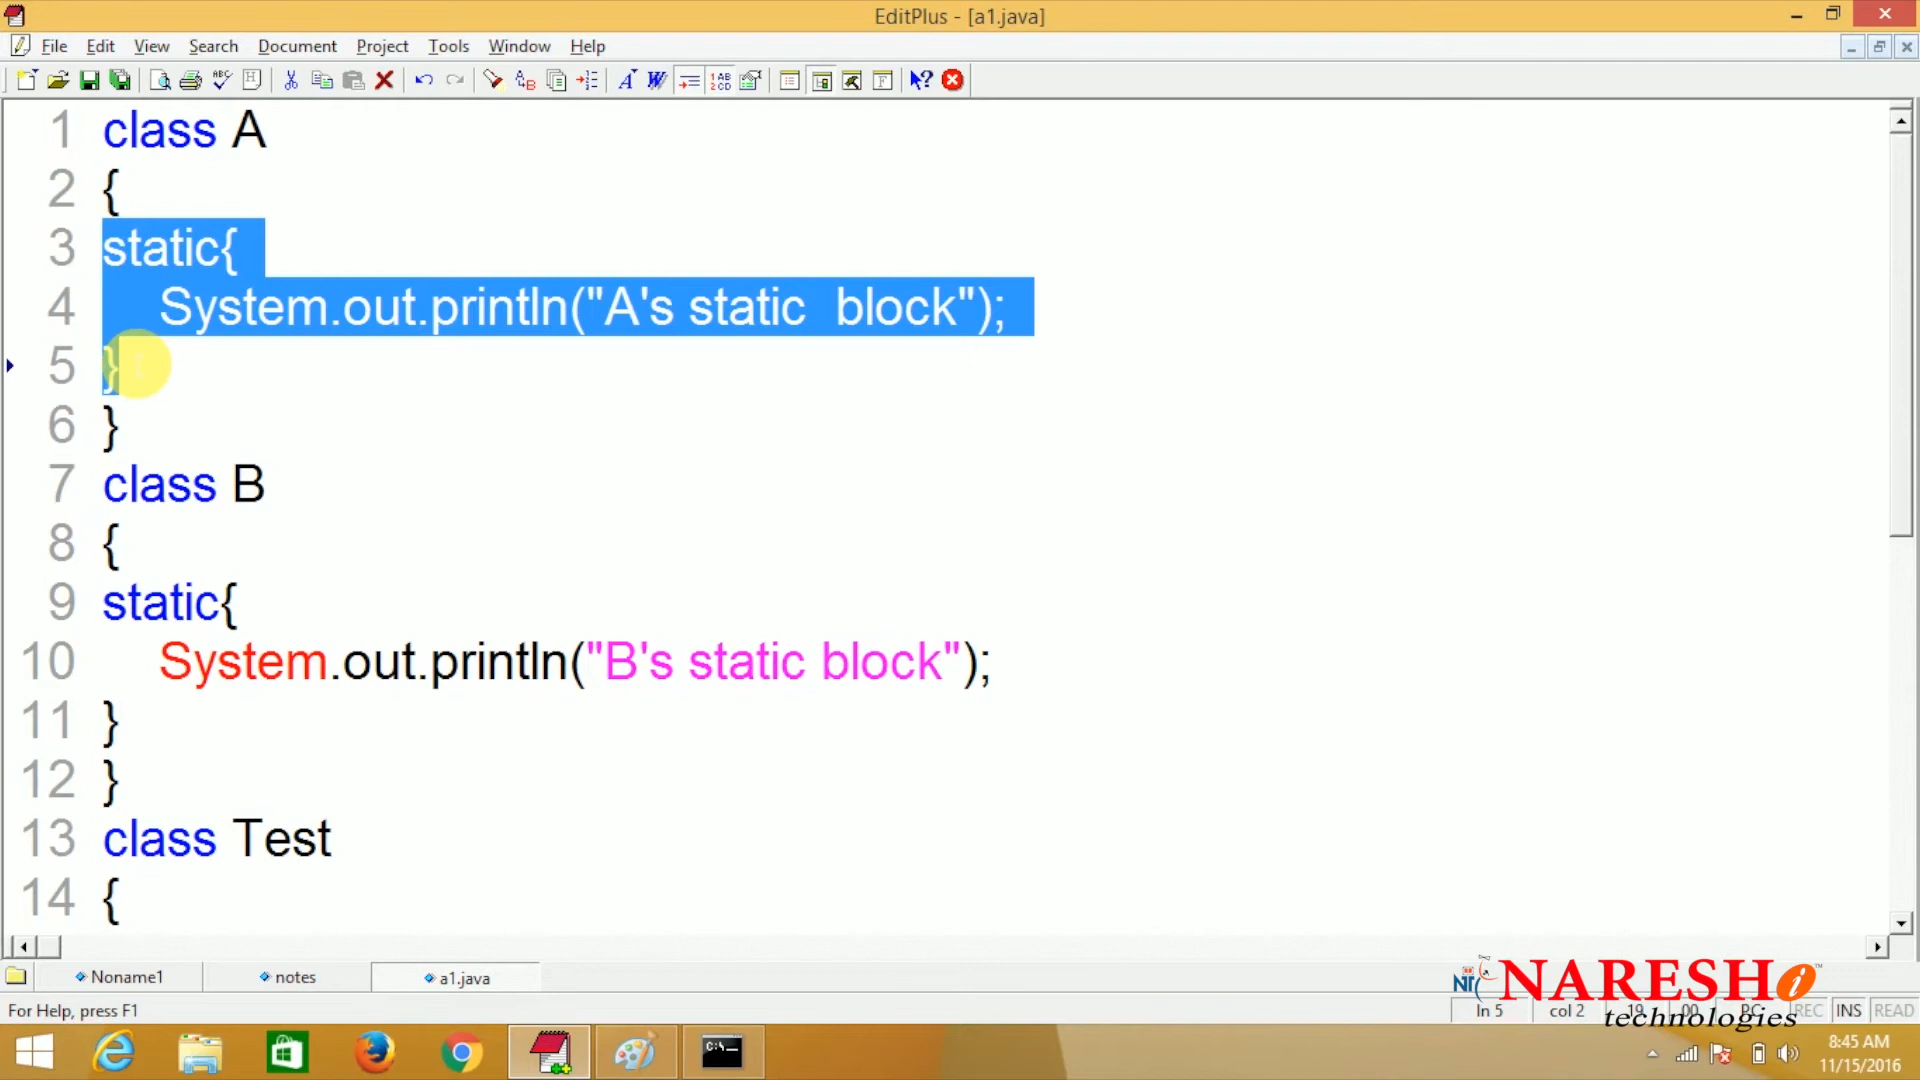 EditPlus - [a1.java]
File Edit View Search Document Project Tools Window Help
1 class A
2 {
3 static{
4 System.out.println("A's static  block");
5 }
6 }
7 class B
8 {
9 static{
10 System.out.println("B's static block");
11 }
12 }
13 class Test
14 {
Noname1 notes a1.java
NARESH i
technologies
For Help, press F1 ln 5 col 2 REC INS READ
8:45 AM
11/15/2016